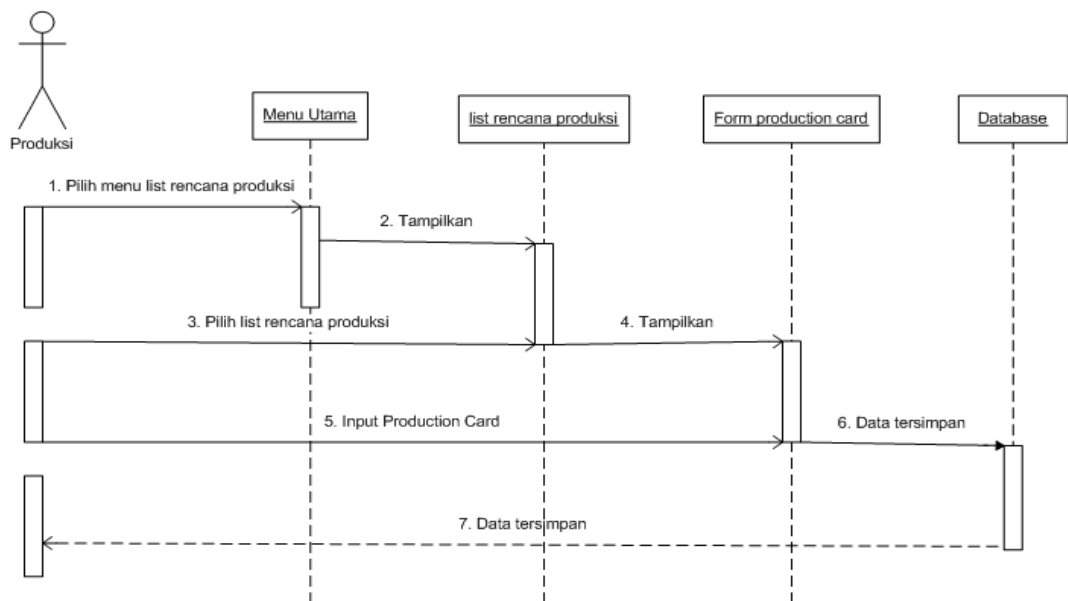 Produksi
Menu Utama
list rencana produksi
Form production card
Database
1. Pilih menu list rencana produksi
2. Tampilkan
3. Pilih list rencana produksi
4. Tampilkan
5. Input Production Card
6. Data tersimpan
7. Data tersimpan